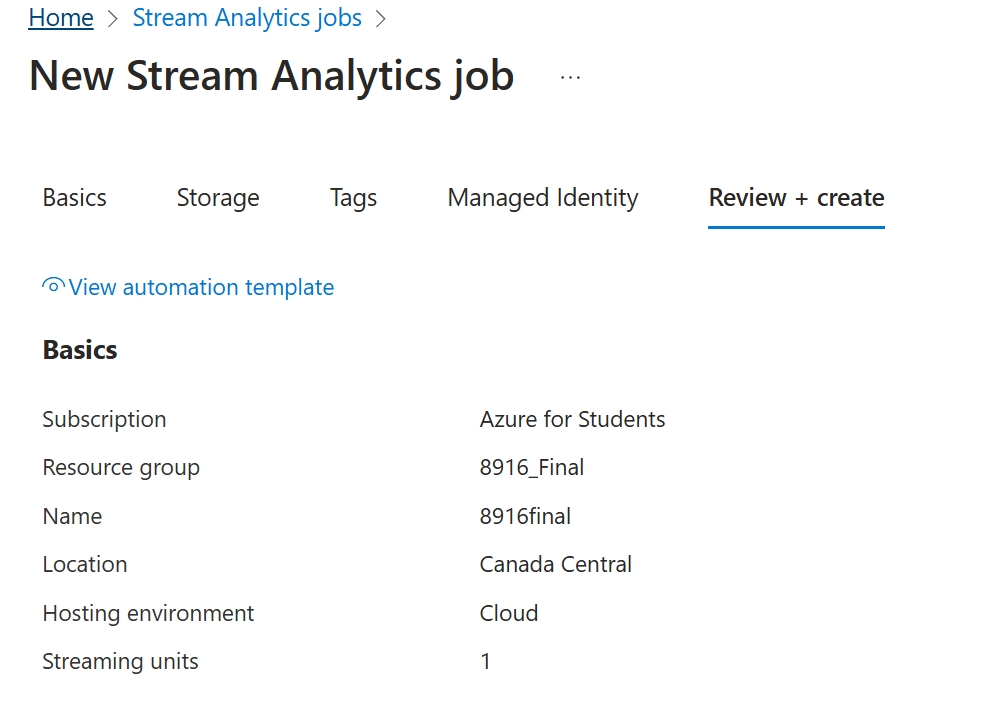 Home > Stream Analytics jobs >
New Stream Analytics job ...
Basics Storage Tags Managed Identity Review + create
View automation template
Basics
Subscription Azure for Students
Resource group 8916_Final
Name 8916final
Location Canada Central
Hosting environment Cloud
Streaming units 1